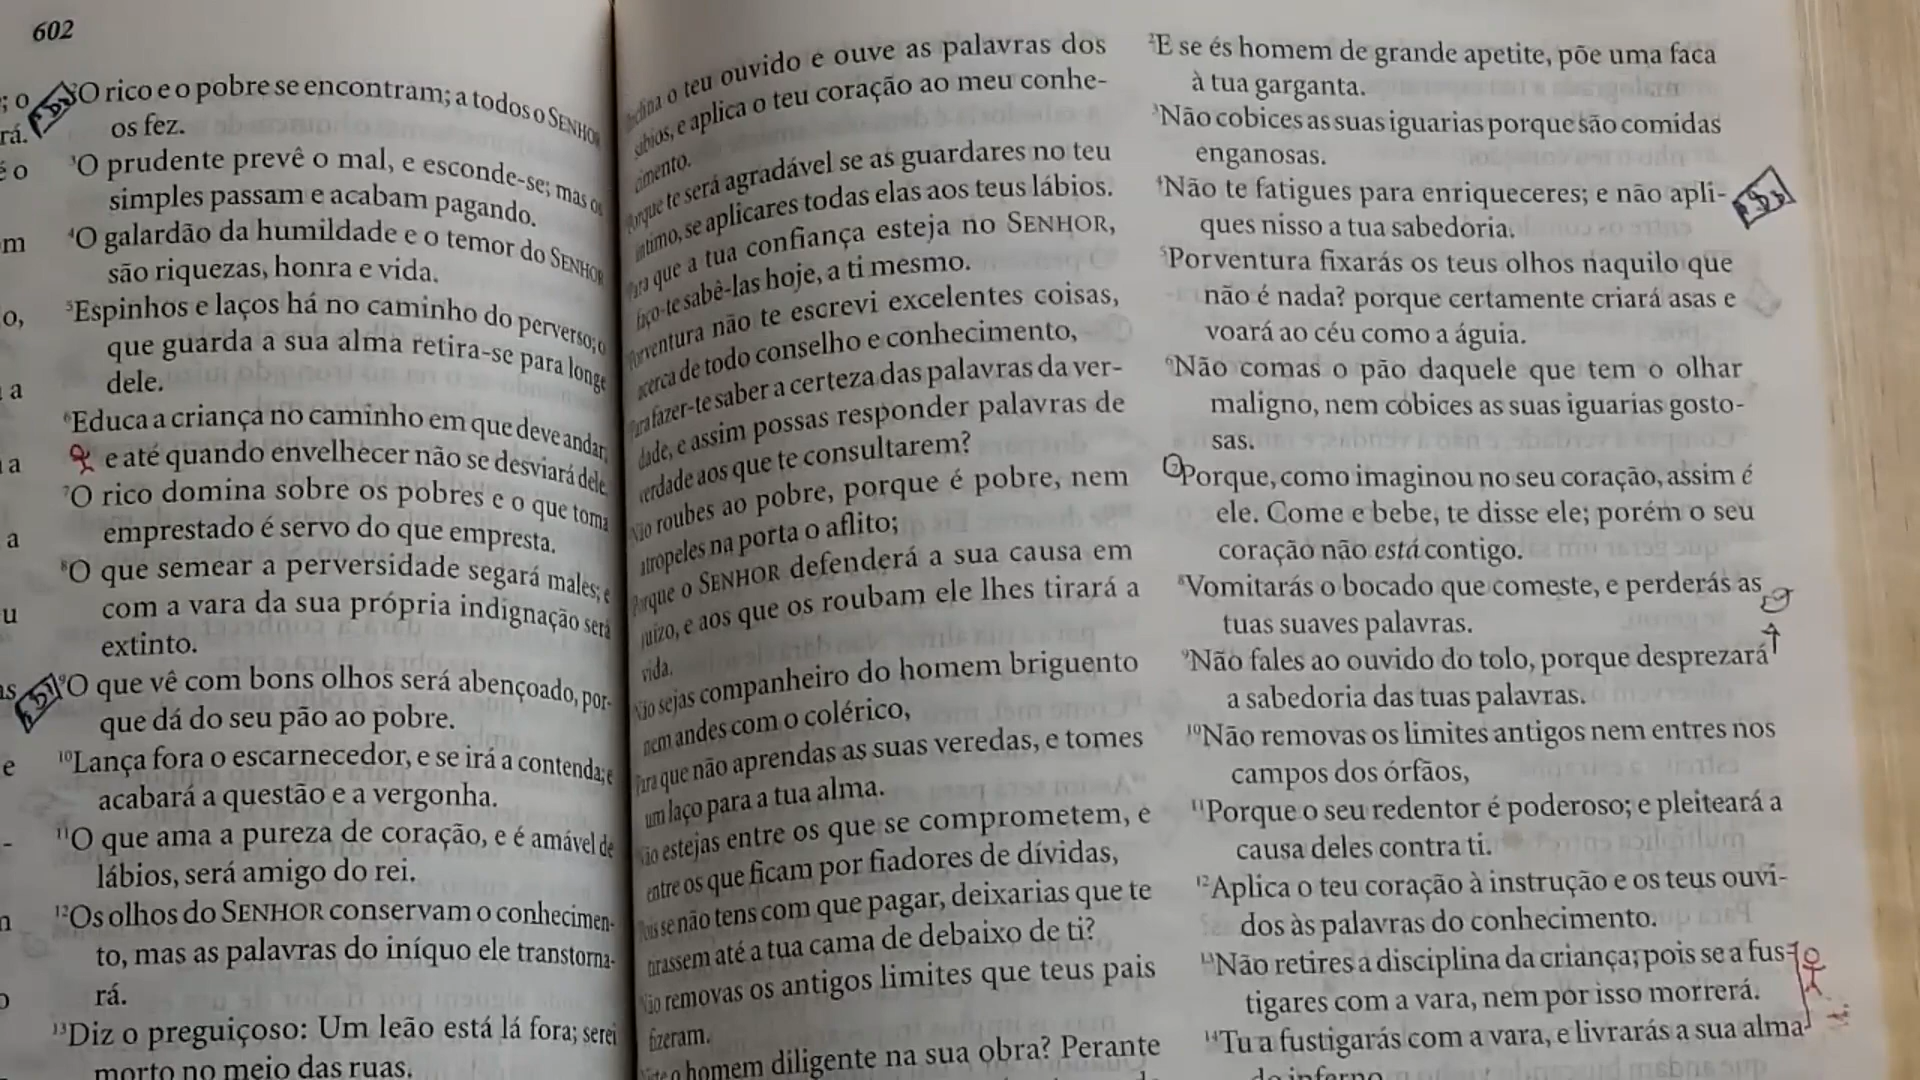 602
; o
rá.
é o
m
o,
a
a
a
u
as
e
-
n
o
²O rico e o pobre se encontram; a todos o SENHOR
os fez.
³O prudente prevê o mal, e esconde-se; mas os
simples passam e acabam pagando.
⁴O galardão da humildade e o temor do SENHOR
são riquezas, honra e vida.
⁵Espinhos e laços há no caminho do perverso; o
que guarda a sua alma retira-se para longe
dele.
⁶Educa a criança no caminho em que deve andar;
e até quando envelhecer não se desviará dele.
⁷O rico domina sobre os pobres e o que toma
emprestado é servo do que empresta.
⁸O que semear a perversidade segará males; e
com a vara da sua própria indignação será
extinto.
⁹O que vê com bons olhos será abençoado, por-
que dá do seu pão ao pobre.
¹⁰Lança fora o escarnecedor, e se irá a contenda; e
acabará a questão e a vergonha.
¹¹O que ama a pureza de coração, e é amável de
lábios, será amigo do rei.
¹²Os olhos do SENHOR conservam o conhecimen-
to, mas as palavras do iníquo ele transtorna-
rá.
¹³Diz o preguiçoso: Um leão está lá fora; serei
morto no meio das ruas.
o teu ouvido e ouve as palavras dos
sábios, e aplica o teu coração ao meu conhe-
cimento.
Porque te será agradável se as guardares no teu
íntimo, se aplicares todas elas aos teus lábios.
Para que a tua confiança esteja no SENHOR,
faço-te sabê-las hoje, a ti mesmo.
Porventura não te escrevi excelentes coisas,
acerca de todo conselho e conhecimento,
Para fazer-te saber a certeza das palavras da ver-
dade, e assim possas responder palavras de
verdade aos que te consultarem?
Não roubes ao pobre, porque é pobre, nem
atropeles na porta o aflito;
Porque o SENHOR defenderá a sua causa em
juízo, e aos que os roubam ele lhes tirará a
vida.
Não sejas companheiro do homem briguento
nem andes com o colérico,
Para que não aprendas as suas veredas, e tomes
um laço para a tua alma.
Não estejas entre os que se comprometem, e
entre os que ficam por fiadores de dívidas,
Pois se não tens com que pagar, deixarias que te
tirassem até a tua cama de debaixo de ti?
Não removas os antigos limites que teus pais
fizeram.
o homem diligente na sua obra? Perante
²E se és homem de grande apetite, põe uma faca
à tua garganta.
³Não cobices as suas iguarias porque são comidas
enganosas.
⁴Não te fatigues para enriqueceres; e não apli-
ques nisso a tua sabedoria.
⁵Porventura fixarás os teus olhos naquilo que
não é nada? porque certamente criará asas e
voará ao céu como a águia.
⁶Não comas o pão daquele que tem o olhar
maligno, nem cobices as suas iguarias gosto-
sas.
⁷Porque, como imaginou no seu coração, assim é
ele. Come e bebe, te disse ele; porém o seu
coração não está contigo.
⁸Vomitarás o bocado que comeste, e perderás as
tuas suaves palavras.
⁹Não fales ao ouvido do tolo, porque desprezará
a sabedoria das tuas palavras.
¹⁰Não removas os limites antigos nem entres nos
campos dos órfãos,
¹¹Porque o seu redentor é poderoso; e pleiteará a
causa deles contra ti.
¹²Aplica o teu coração à instrução e os teus ouvi-
dos às palavras do conhecimento.
¹³Não retires a disciplina da criança; pois se a fus-
tigares com a vara, nem por isso morrerá.
¹⁴Tu a fustigarás com a vara, e livrarás a sua alma
do inferno.